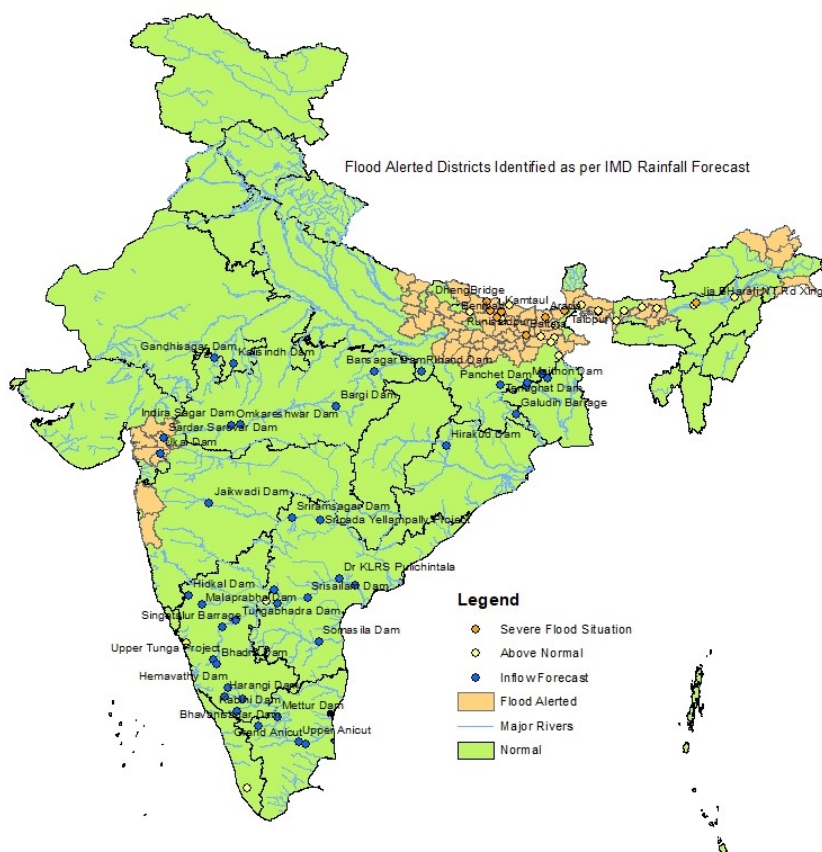 Flood Alerted Districts Identified as per IMD Rainfall Forecast
DhengBridge
Kamtaul
Araria
Jia BHarali NT Rd Xing
Taibpur
Gandhisagar Dam
Kalisindh Dam
Bansagar Dam
Rihand Dam
Panchet Dam
Maithon Dam
Tenughat Dam
Bargi Dam
Galudih Barrage
Indira Sagar Dam
Omkareshwar Dam
Sardar Sarovar Dam
Ukai Dam
Hirakud Dam
Jaikwadi Dam
Sriramsagar Dam
Sripada Yellampally Project
Dr KLRS Pulichintala
Hidkal Dam
Srisailam Dam
Malaprabha Dam
Tungabhadra Dam
Singatalur Barrage
Somasila Dam
Upper Tunga Project
Bhadra Dam
Hemavathy Dam
Harangi Dam
Kabini Dam
Mettur Dam
Bhavanisagar Dam
Grand Anicut
Upper Anicut
Legend
Severe Flood Situation
Above Normal
Inflow Forecast
Flood Alerted
Major Rivers
Normal